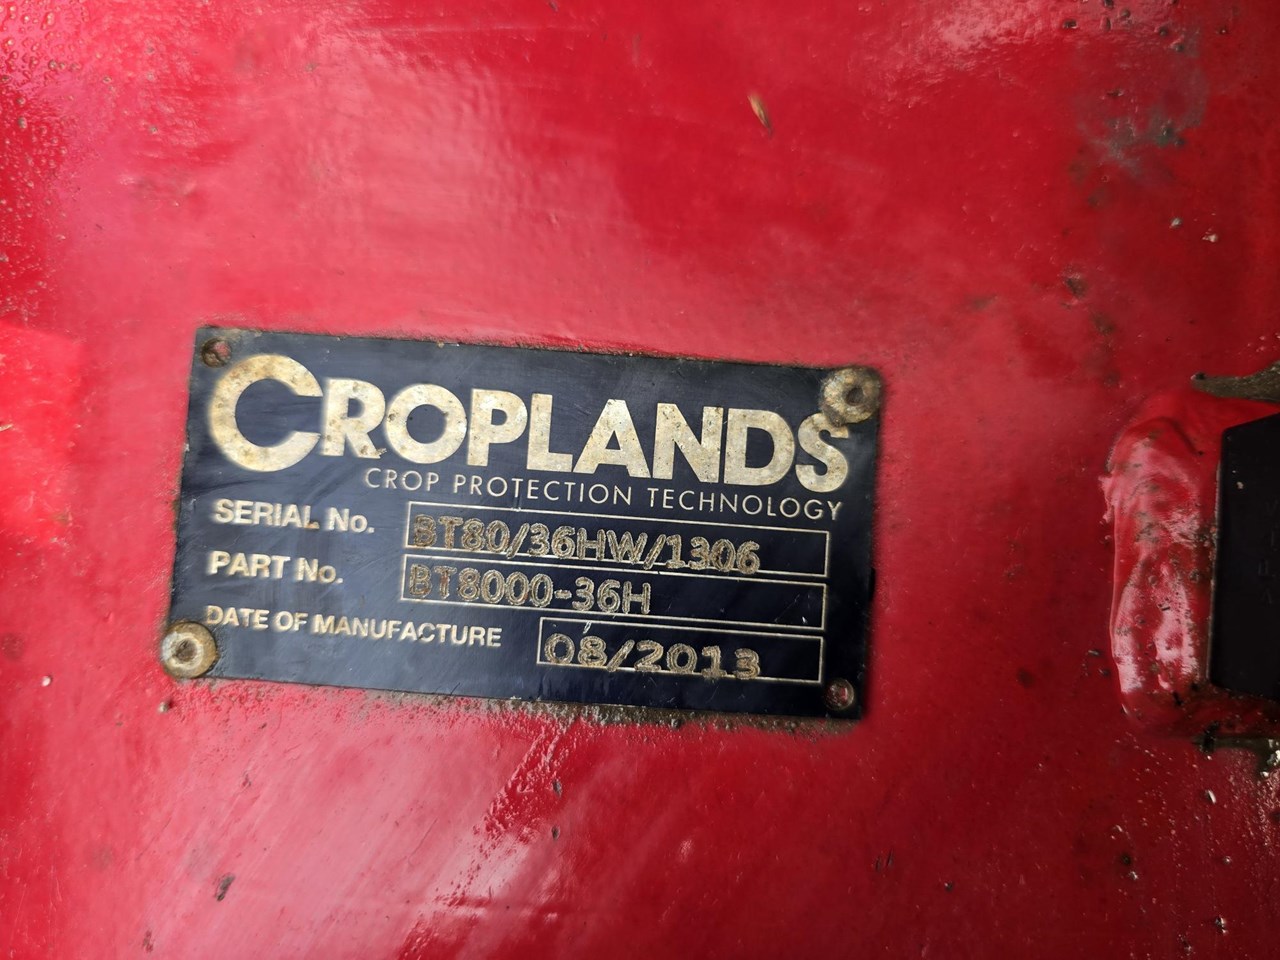 CROPLANDS
CROP PROTECTION TECHNOLOGY
SERIAL No. BT80/36HW/1306
PART No. BT8000-36H
DATE OF MANUFACTURE 08/2013